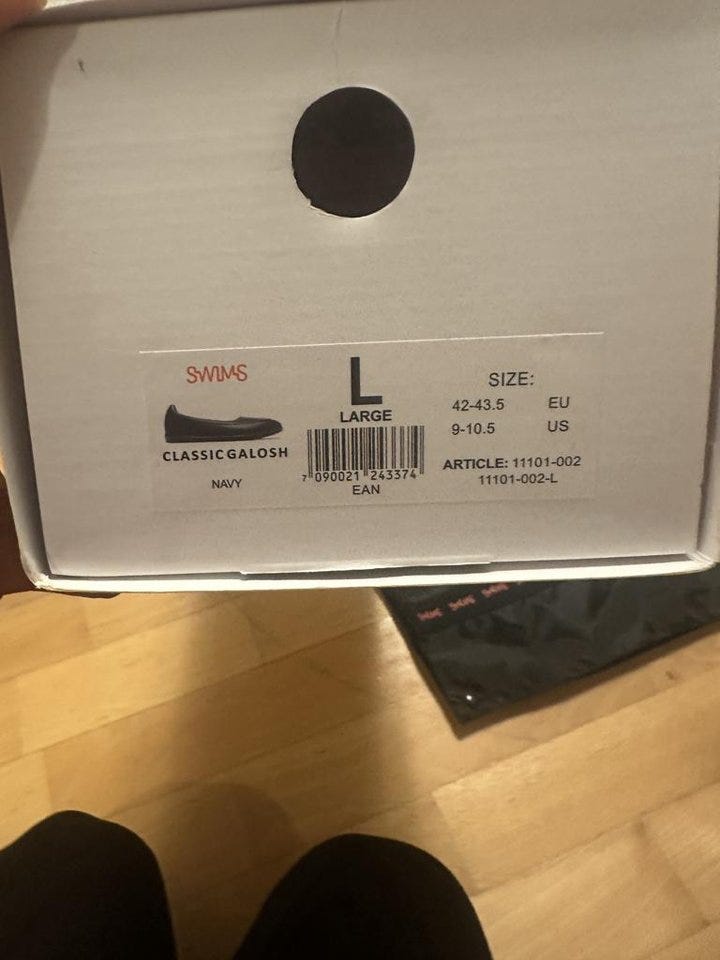 SWIMS
CLASSIC GALOSH
NAVY
L
LARGE
7 090021 243374
EAN
SIZE:
42-43.5 EU
9-10.5 US
ARTICLE: 11101-002
11101-002-L